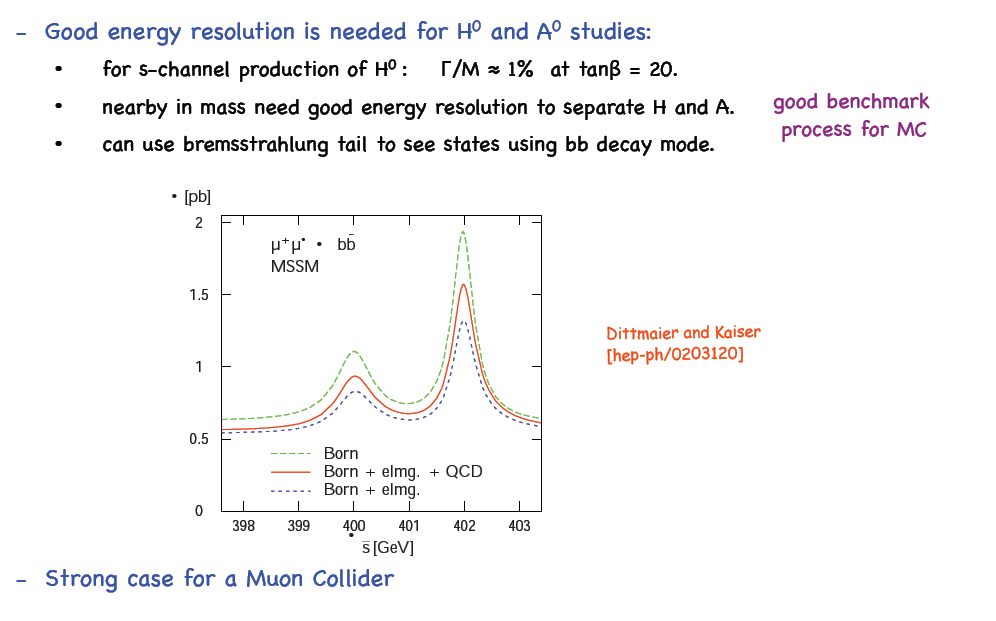 – Good energy resolution is needed for H⁰ and A⁰ studies:
• for s-channel production of H⁰ : Γ/M ≈ 1% at tanβ = 20.
• nearby in mass need good energy resolution to separate H and A.
• can use bremsstrahlung tail to see states using bb decay mode.
good benchmark
process for MC
• [pb]
2
1.5
1
0.5
0
μ⁺μ• • bb̄
MSSM
Born
Born + elmg. + QCD
Born + elmg.
398 399 400 401 402 403
• s̄ [GeV]
Dittmaier and Kaiser
[hep-ph/0203120]
– Strong case for a Muon Collider